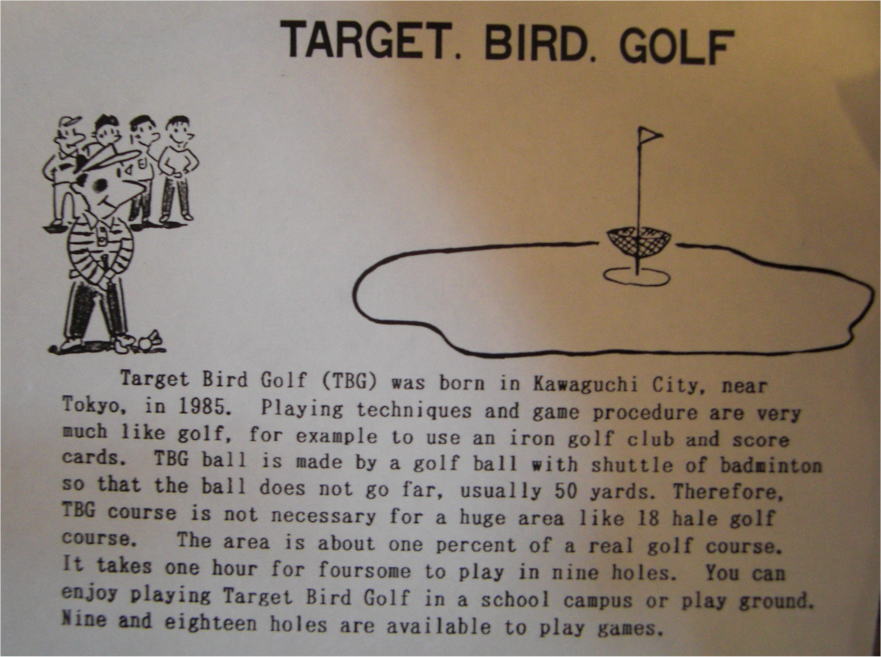 TARGET. BIRD. GOLF
Target Bird Golf (TBG) was born in Kawaguchi City, near
Tokyo, in 1985. Playing techniques and game procedure are very
much like golf, for example to use an iron golf club and score
cards. TBG ball is made by a golf ball with shuttle of badminton
so that the ball does not go far, usually 50 yards. Therefore,
TBG course is not necessary for a huge area like 18 hale golf
course. The area is about one percent of a real golf course.
It takes one hour for foursome to play in nine holes. You can
enjoy playing Target Bird Golf in a school campus or play ground.
Nine and eighteen holes are available to play games.